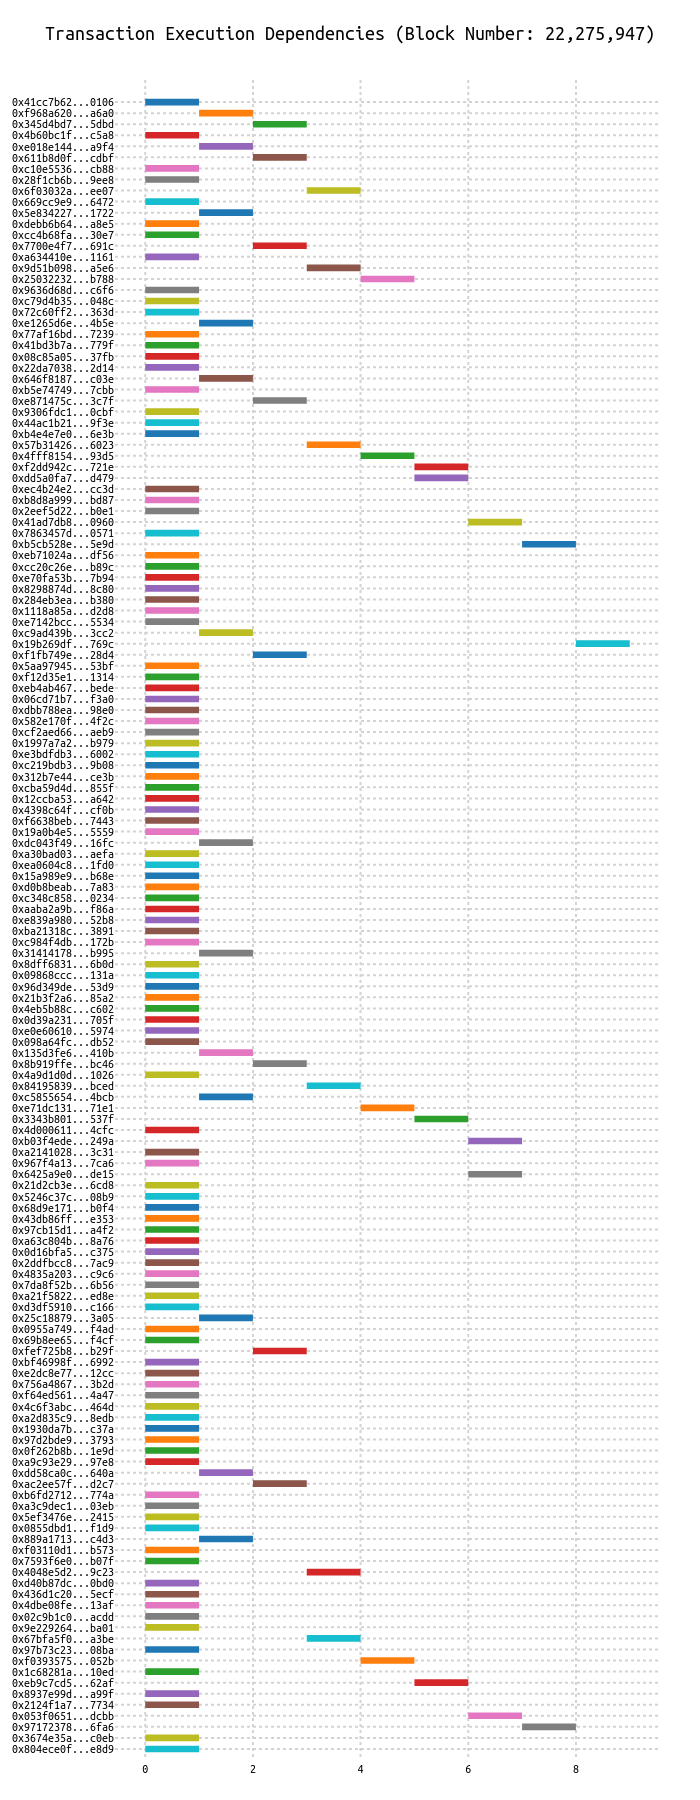 Transaction Execution Dependencies (Block Number: 22,275,947)
0x41cc7b62...0106
0xf968a620...a6a0
0x345d4bd7...5dbd
0x4b60bc1f...c5a8
0xe018e144...a9f4
0x611b8d0f...cdbf
0xc10e5536...cb88
0x28f1cb6b...9ee8
0x6f03032a...ee07
0x669cc9e9...6472
0x5e834227...1722
0xdebb6b64...a8e5
0xcc4b68fa...30e7
0x7700e4f7...691c
0xa634410e...1161
0x9d51b098...a5e6
0x25032232...b788
0x9636d68d...c6f6
0xc79d4b35...048c
0x72c60ff2...363d
0xe1265d6e...4b5e
0x77af16bd...7239
0x41bd3b7a...779f
0x08c85a05...37fb
0x22da7038...2d14
0x646f8187...c03e
0xb5e74749...7cbb
0xe871475c...3c7f
0x9306fdc1...0cbf
0x44ac1b21...9f3e
0xb4e4e7e0...6e3b
0x57b31426...6023
0x4fff8154...93d5
0xf2dd942c...721e
0xdd5a0fa7...d479
0xec4b24e2...cc3d
0xb8d8a999...bd87
0x2eef5d22...b0e1
0x41ad7db8...0960
0x7863457d...0571
0xb5cb528e...5e9d
0xeb71024a...df56
0xcc20c26e...b89c
0xe70fa53b...7b94
0x8298874d...8c80
0x284eb3ea...b380
0x1118a85a...d2d8
0xe7142bcc...5534
0xc9ad439b...3cc2
0x19b269df...769c
0xf1fb749e...28d4
0x5aa97945...53bf
0xf12d35e1...1314
0xeb4ab467...bede
0x06cd71b7...f3a0
0xdbb788ea...98e0
0x582e170f...4f2c
0xcf2aed66...aeb9
0x1997a7a2...b979
0xe3bdfdb3...6002
0xc219bdb3...9b08
0x312b7e44...ce3b
0xcba59d4d...855f
0x12ccba53...a642
0x4398c64f...cf0b
0xf6638beb...7443
0x19a0b4e5...5559
0xdc043f49...16fc
0xa30bad03...aefa
0xea0604c8...1fd0
0x15a989e9...b68e
0xd0b8beab...7a83
0xc348c858...0234
0xaaba2a9b...f86a
0xe839a980...52b8
0xba21318c...3891
0xc984f4db...172b
0x31414178...b995
0x8dff6831...6b0d
0x09868ccc...131a
0x96d349de...53d9
0x21b3f2a6...85a2
0x4eb5b88c...c602
0x0d39a231...705f
0xe0e60610...5974
0x098a64fc...db52
0x135d3fe6...410b
0x8b919ffe...bc46
0x4a9d1d0d...1026
0x84195839...bced
0xc5855654...4bcb
0xe71dc131...71e1
0x3343b801...537f
0x4d000611...4cfc
0xb03f4ede...249a
0xa2141028...3c31
0x967f4a13...7ca6
0x6425a9e0...de15
0x21d2cb3e...6cd8
0x5246c37c...08b9
0x68d9e171...b0f4
0x43db86ff...e353
0x97cb15d1...a4f2
0xa63c804b...8a76
0x0d16bfa5...c375
0x2ddfbcc8...7ac9
0x4835a203...c9c6
0x7da8f52b...6b56
0xa21f5822...ed8e
0xd3df5910...c166
0x25c18879...3a05
0x0955a749...f4ad
0x69b8ee65...f4cf
0xfef725b8...b29f
0xbf46998f...6992
0xe2dc8e77...12cc
0x756a4867...3b2d
0xf64ed561...4a47
0x4c6f3abc...464d
0xa2d835c9...8edb
0x1930da7b...c37a
0x97d2bde9...3793
0x0f262b8b...1e9d
0xa9c93e29...97e8
0xdd58ca0c...640a
0xac2ee57f...d2c7
0xb6fd2712...774a
0xa3c9dec1...03eb
0x5ef3476e...2415
0x0855dbd1...f1d9
0x889a1713...c4d3
0xf03110d1...b573
0x7593f6e0...b07f
0x4048e5d2...9c23
0xd40b87dc...0bd0
0x436d1c20...5ecf
0x4dbe08fe...13af
0x02c9b1c0...acdd
0x9e229264...ba01
0x67bfa5f0...a3be
0x97b73c23...08ba
0xf0393575...052b
0x1c68281a...10ed
0xeb9c7cd5...62af
0x8937e99d...a99f
0x2124f1a7...7734
0x053f0651...dcbb
0x97172378...6fa6
0x3674e35a...c0eb
0x804ece0f...e8d9
0 2 4 6 8